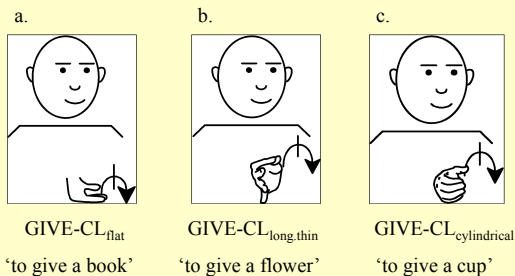 a. b. c.
GIVE-CLflat GIVE-CLlong.thin GIVE-CLcylindrical
‘to give a book’ ‘to give a flower’ ‘to give a cup’